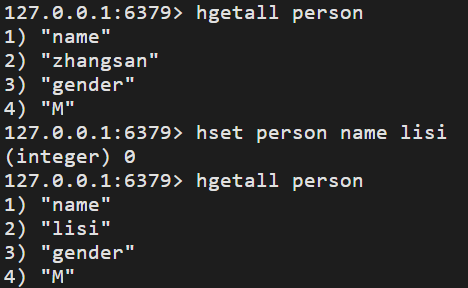 127.0.0.1:6379> hgetall person
1) "name"
2) "zhangsan"
3) "gender"
4) "M"
127.0.0.1:6379> hset person name lisi
(integer) 0
127.0.0.1:6379> hgetall person
1) "name"
2) "lisi"
3) "gender"
4) "M"